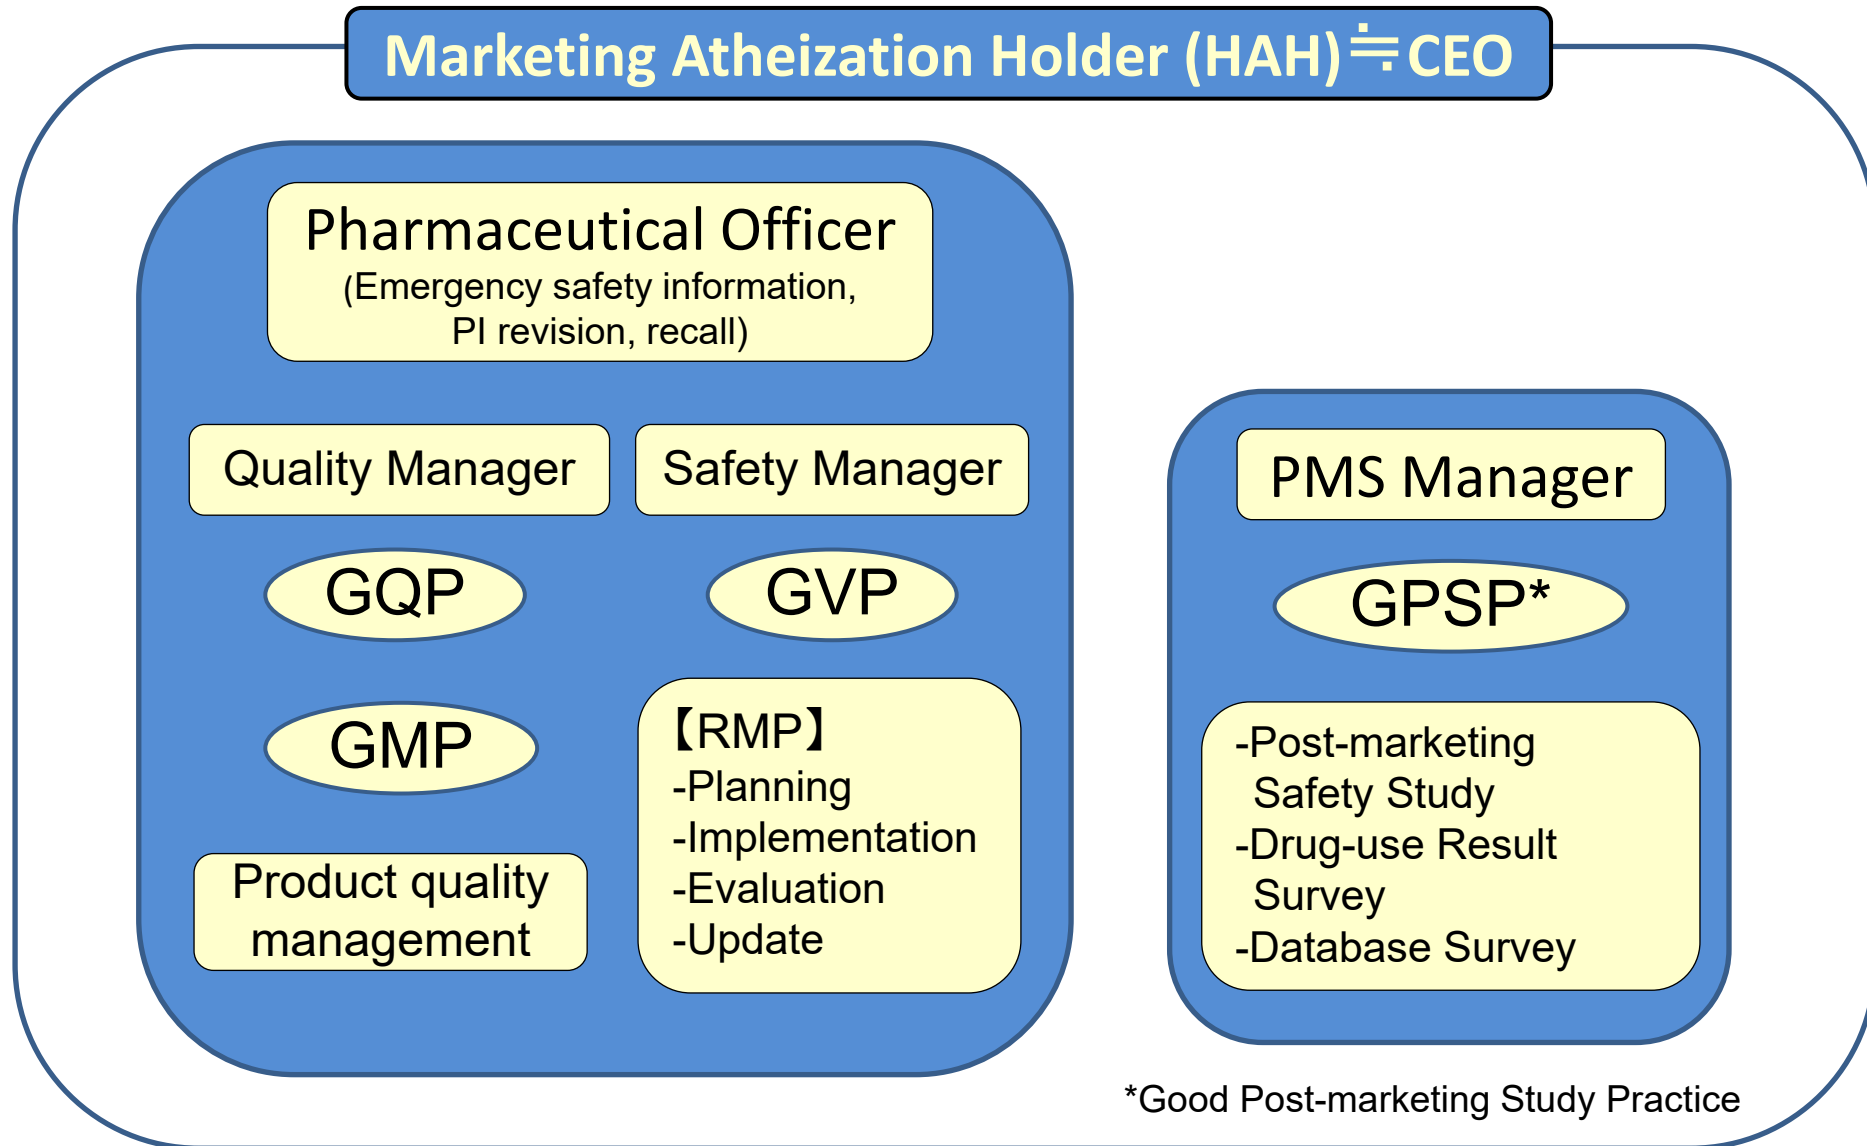 Marketing Atheization Holder (HAH)≒CEO
Pharmaceutical Officer
(Emergency safety information,
PI revision, recall)
Quality Manager
Safety Manager
GQP
GVP
GMP
Product quality
management
【RMP】
-Planning
-Implementation
-Evaluation
-Update
PMS Manager
GPSP*
-Post-marketing
Safety Study
-Drug-use Result
Survey
-Database Survey
*Good Post-marketing Study Practice